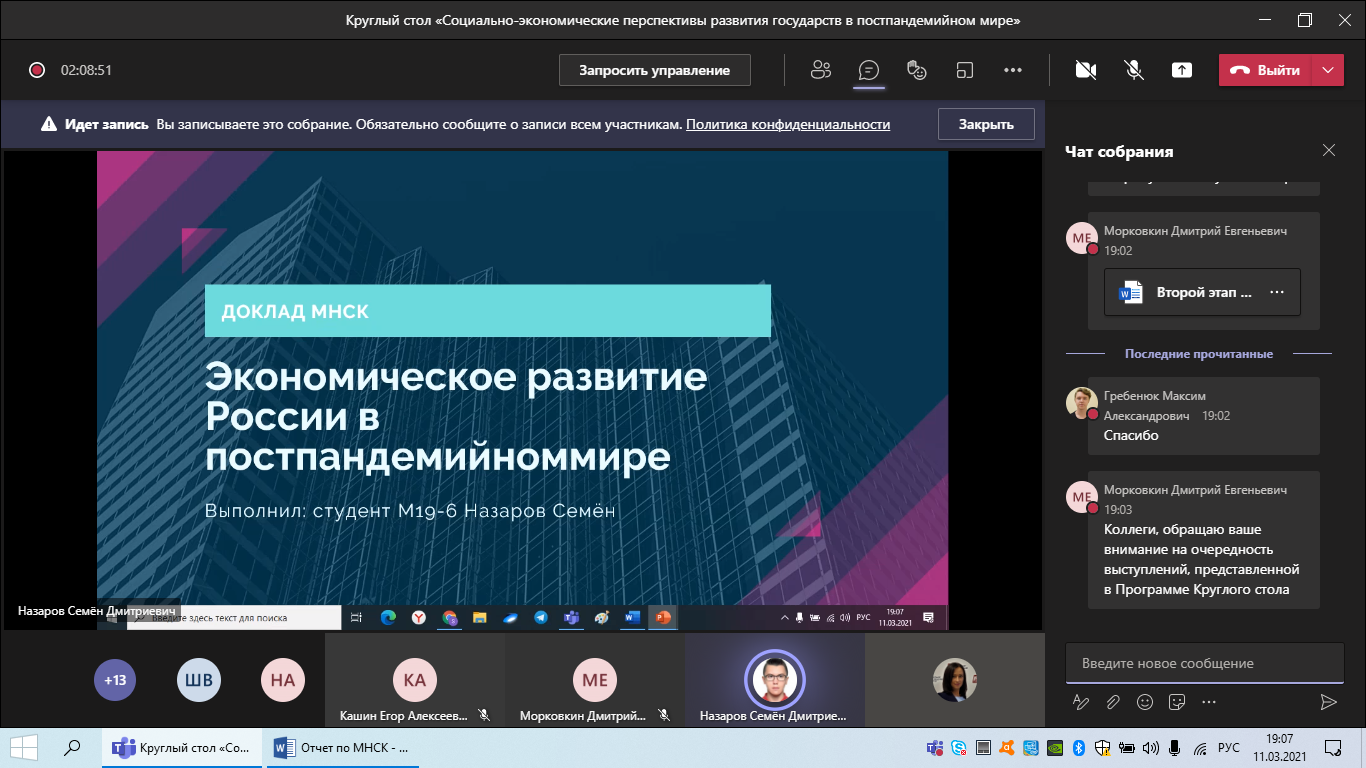 Круглый стол «Социально-экономические перспективы развития государств в постпандемийном мире»
02:08:51
Запросить управление
Выйти
Идет запись Вы записываете это собрание. Обязательно сообщите о записи всем участникам. Политика конфиденциальности
Закрыть
ДОКЛАД МНСК
Экономическое развитие
России в
постпандемийноммире
Выполнил: студент М19-6 Назаров Семён
Назаров Семён Дмитриевич
Введите здесь текст для поиска
РУС
19:07
11.03.2021
+13
ШВ
НА
КА
Кашин Егор Алексеев...
МЕ
Морковкин Дмитрий...
Назаров Семён Дмитрие...
Чат собрания
МЕ
Морковкин Дмитрий Евгеньевич
19:02
Второй этап ...
Последние прочитанные
Гребенюк Максим
Александрович 19:02
Спасибо
МЕ
Морковкин Дмитрий Евгеньевич
19:03
Коллеги, обращаю ваше
внимание на очередность
выступлений, представленной
в Программе Круглого стола
Введите новое сообщение
Круглый стол «Со...
Отчет по МНСК - ...
РУС
19:07
11.03.2021